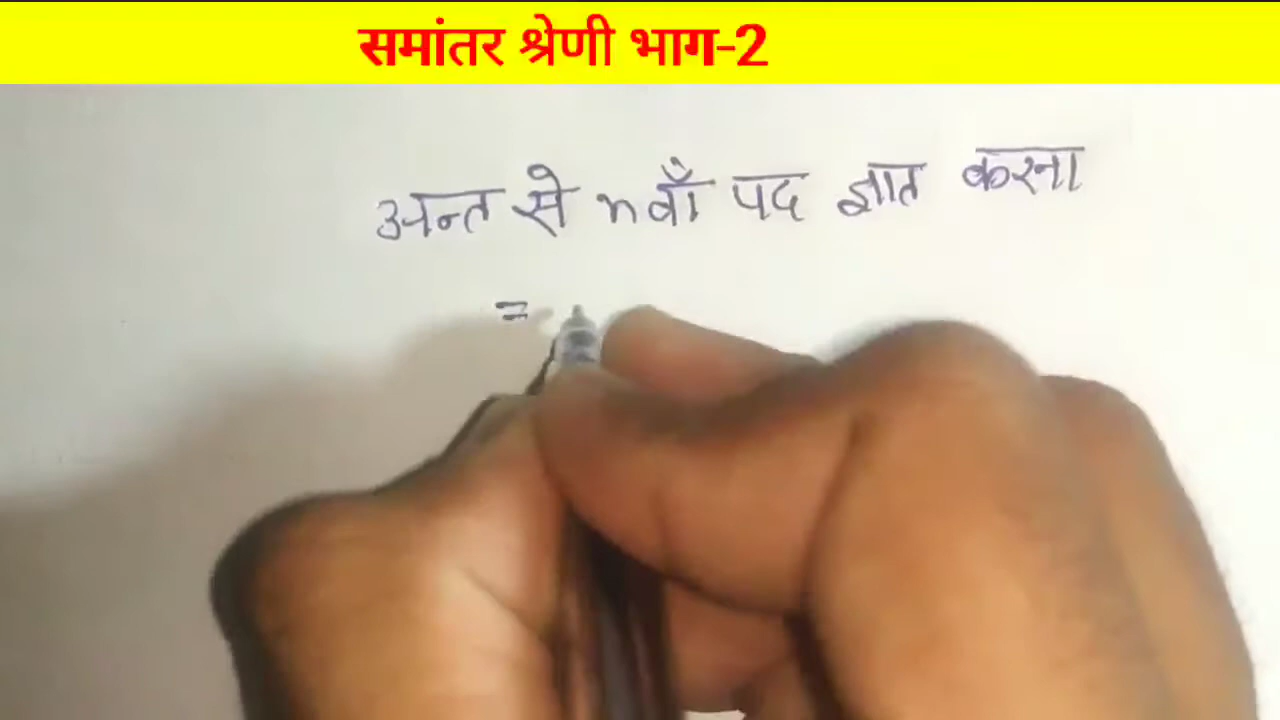 समांतर श्रेणी भाग-2
अन्त से nवाँ पद ज्ञात करना
=